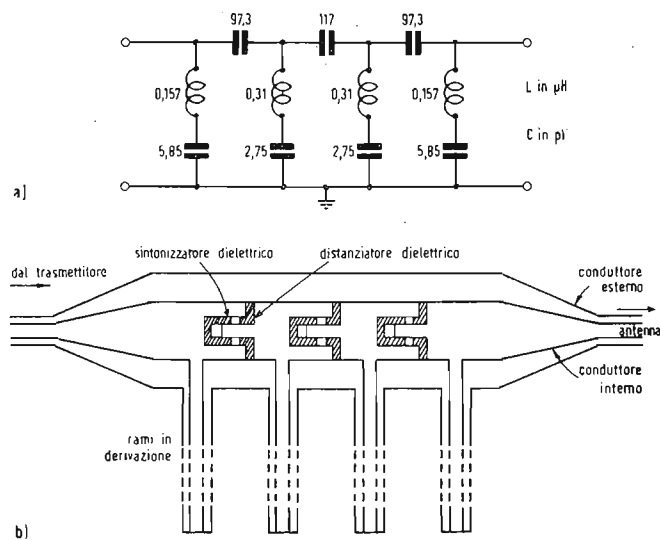 97,3
117
97,3
0,157
0,31
0,31
0,157
L in µH
C in pF
5,85
2,75
2,75
5,85
a)
sintonizzatore dielettrico
distanziatore dielettrico
dal trasmettitore
conduttore
esterno
antenna
conduttore
interno
rami in
derivazione
b)